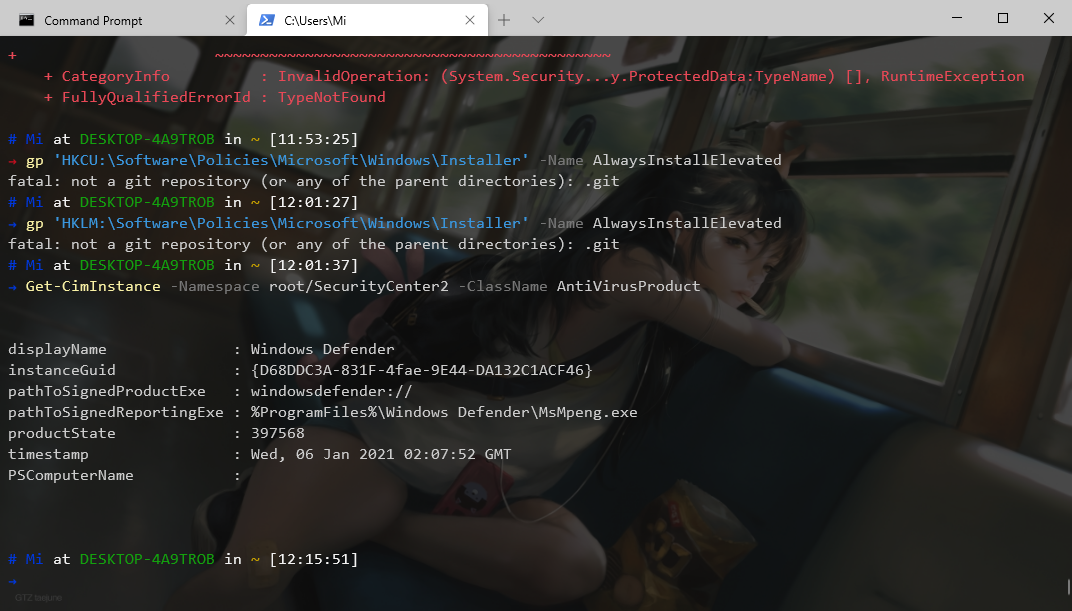 Command Prompt
C:\Users\Mi
+ ~~~~~~~~~~~~~~~~~~~~~~~~~~~~~~~~~~~~~~~~~~~~
+ CategoryInfo : InvalidOperation: (System.Security...y.ProtectedData:TypeName) [], RuntimeException
+ FullyQualifiedErrorId : TypeNotFound
# Mi at DESKTOP-4A9TROB in ~ [11:53:25]
→ gp 'HKCU:\Software\Policies\Microsoft\Windows\Installer' -Name AlwaysInstallElevated
fatal: not a git repository (or any of the parent directories): .git
# Mi at DESKTOP-4A9TROB in ~ [12:01:27]
→ gp 'HKLM:\Software\Policies\Microsoft\Windows\Installer' -Name AlwaysInstallElevated
fatal: not a git repository (or any of the parent directories): .git
# Mi at DESKTOP-4A9TROB in ~ [12:01:37]
→ Get-CimInstance -Namespace root/SecurityCenter2 -ClassName AntiVirusProduct
displayName : Windows Defender
instanceGuid : {D68DDC3A-831F-4fae-9E44-DA132C1ACF46}
pathToSignedProductExe : windowsdefender://
pathToSignedReportingExe : %ProgramFiles%\Windows Defender\MsMpeng.exe
productState : 397568
timestamp : Wed, 06 Jan 2021 02:07:52 GMT
PSComputerName :
# Mi at DESKTOP-4A9TROB in ~ [12:15:51]
→
GTZ